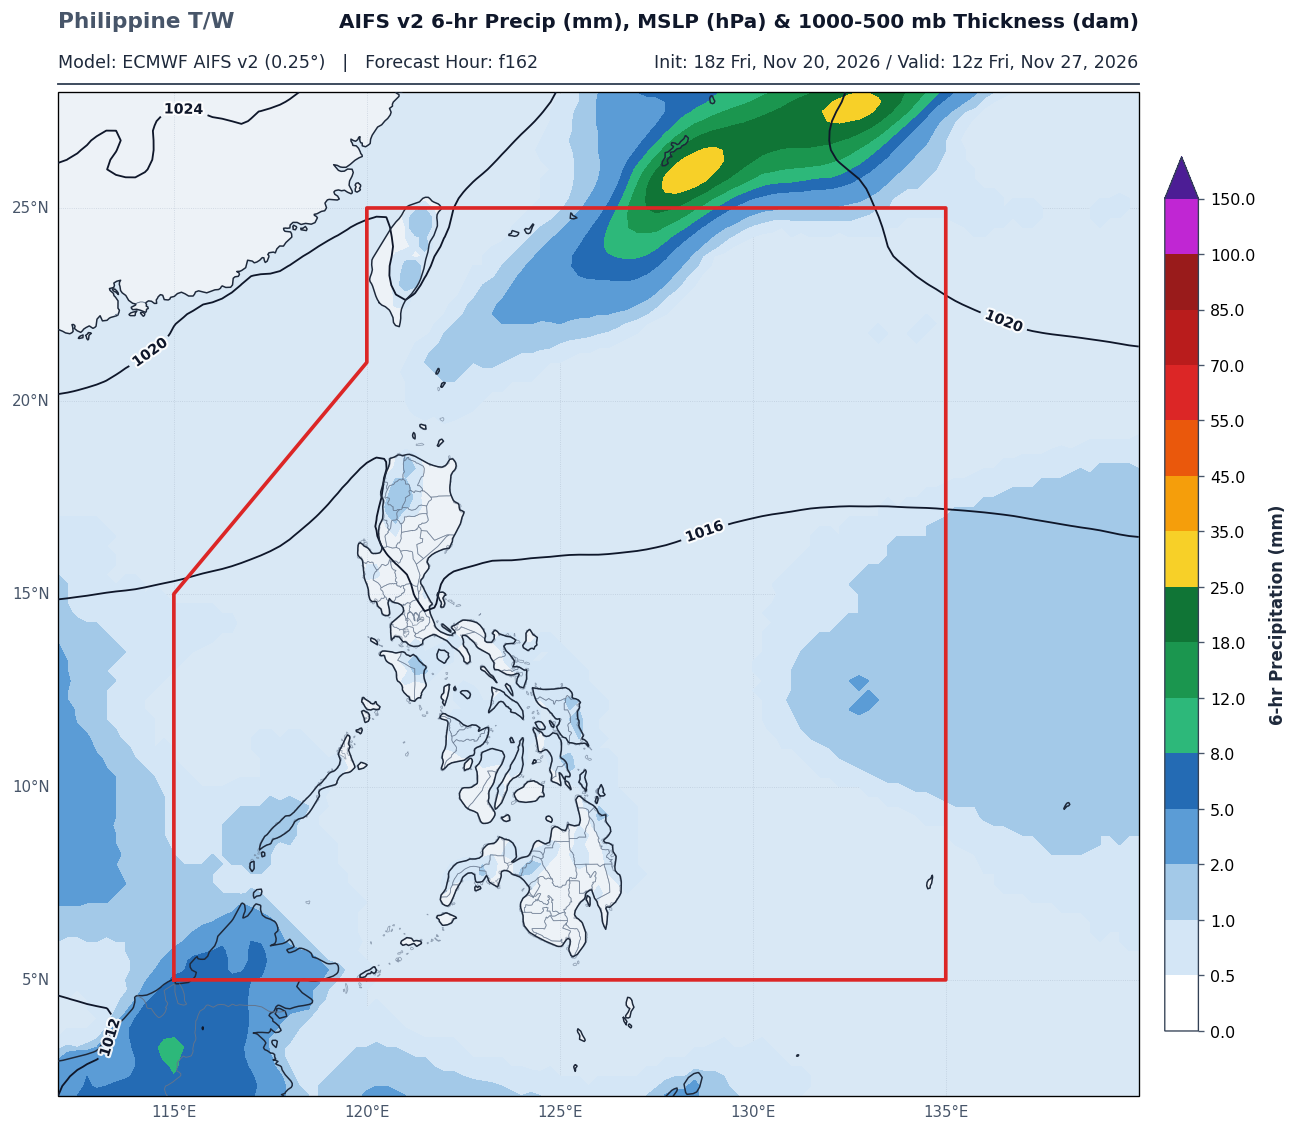 Philippine T/W
AIFS v2 6-hr Precip (mm), MSLP (hPa) & 1000-500 mb Thickness (dam)
Model: ECMWF AIFS v2 (0.25°) | Forecast Hour: f162
Init: 18z Fri, Nov 20, 2026 / Valid: 12z Fri, Nov 27, 2026
1024
1020
1020
1016
1012
25°N
20°N
15°N
10°N
5°N
115°E
120°E
125°E
130°E
135°E
150.0
100.0
85.0
70.0
55.0
45.0
35.0
25.0
18.0
12.0
8.0
5.0
2.0
1.0
0.5
0.0
6-hr Precipitation (mm)